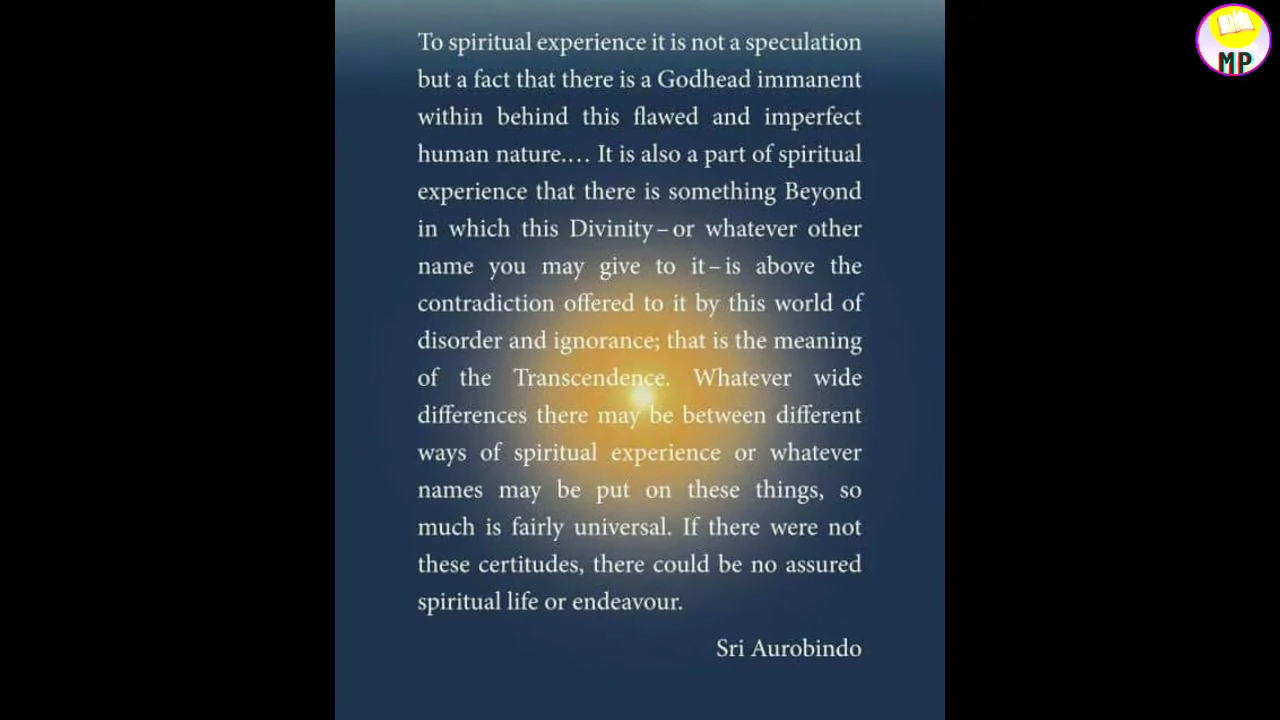 To spiritual experience it is not a speculation
but a fact that there is a Godhead immanent
within behind this flawed and imperfect
human nature.… It is also a part of spiritual
experience that there is something Beyond
in which this Divinity – or whatever other
name you may give to it – is above the
contradiction offered to it by this world of
disorder and ignorance; that is the meaning
of the Transcendence. Whatever wide
differences there may be between different
ways of spiritual experience or whatever
names may be put on these things, so
much is fairly universal. If there were not
these certitudes, there could be no assured
spiritual life or endeavour.
Sri Aurobindo
MP